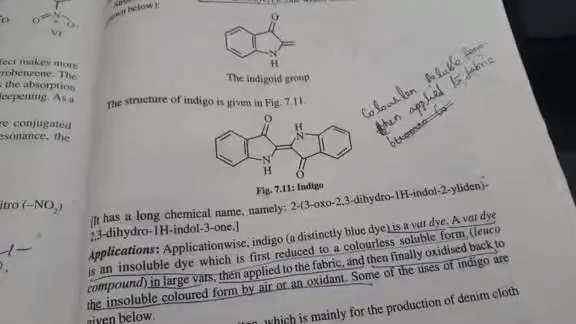 own below):
O
N
H
The indigoid group
The structure of indigo is given in Fig. 7.11.
O
H
N
N
H
O
Fig. 7.11: Indigo
[It has a long chemical name, namely: 2-(3-oxo-2,3-dihydro-1H-indol-2-yliden)-
2,3-dihydro-1H-indol-3-one.]
Applications: Applicationwise, indigo (a distinctly blue dye) is a vat dye. A vat dye
is an insoluble dye which is first reduced to a colourless soluble form (leuco
compound) in large vats, then applied to the fabric, and then finally oxidised back to
the insoluble coloured form by air or an oxidant. Some of the uses of indigo are
given below.
which is mainly for the production of denim cloth
Colourless soluble form
then applied to fabric
VI
fect makes more
robenzene. The
the absorption
deepening. As a
re conjugated
esonance, the
itro (–NO₂)